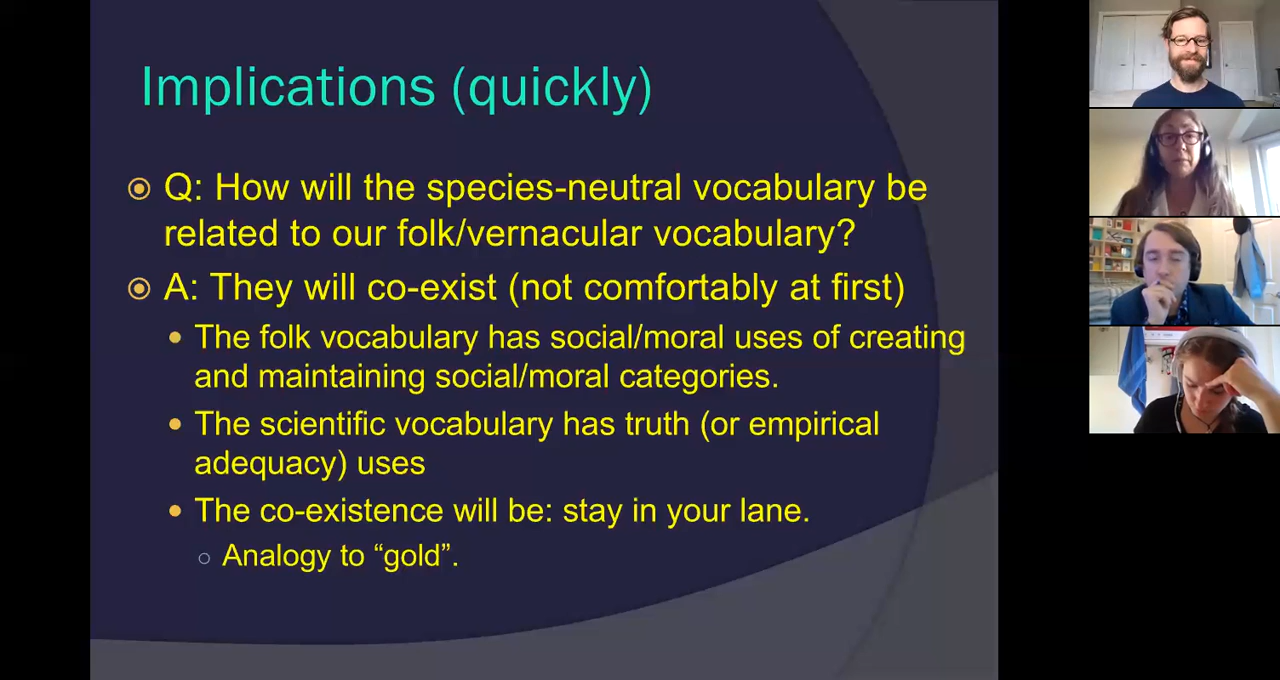 Implications (quickly)
Q: How will the species-neutral vocabulary be
related to our folk/vernacular vocabulary?
A: They will co-exist (not comfortably at first)
The folk vocabulary has social/moral uses of creating
and maintaining social/moral categories.
The scientific vocabulary has truth (or empirical
adequacy) uses
The co-existence will be: stay in your lane.
Analogy to “gold”.